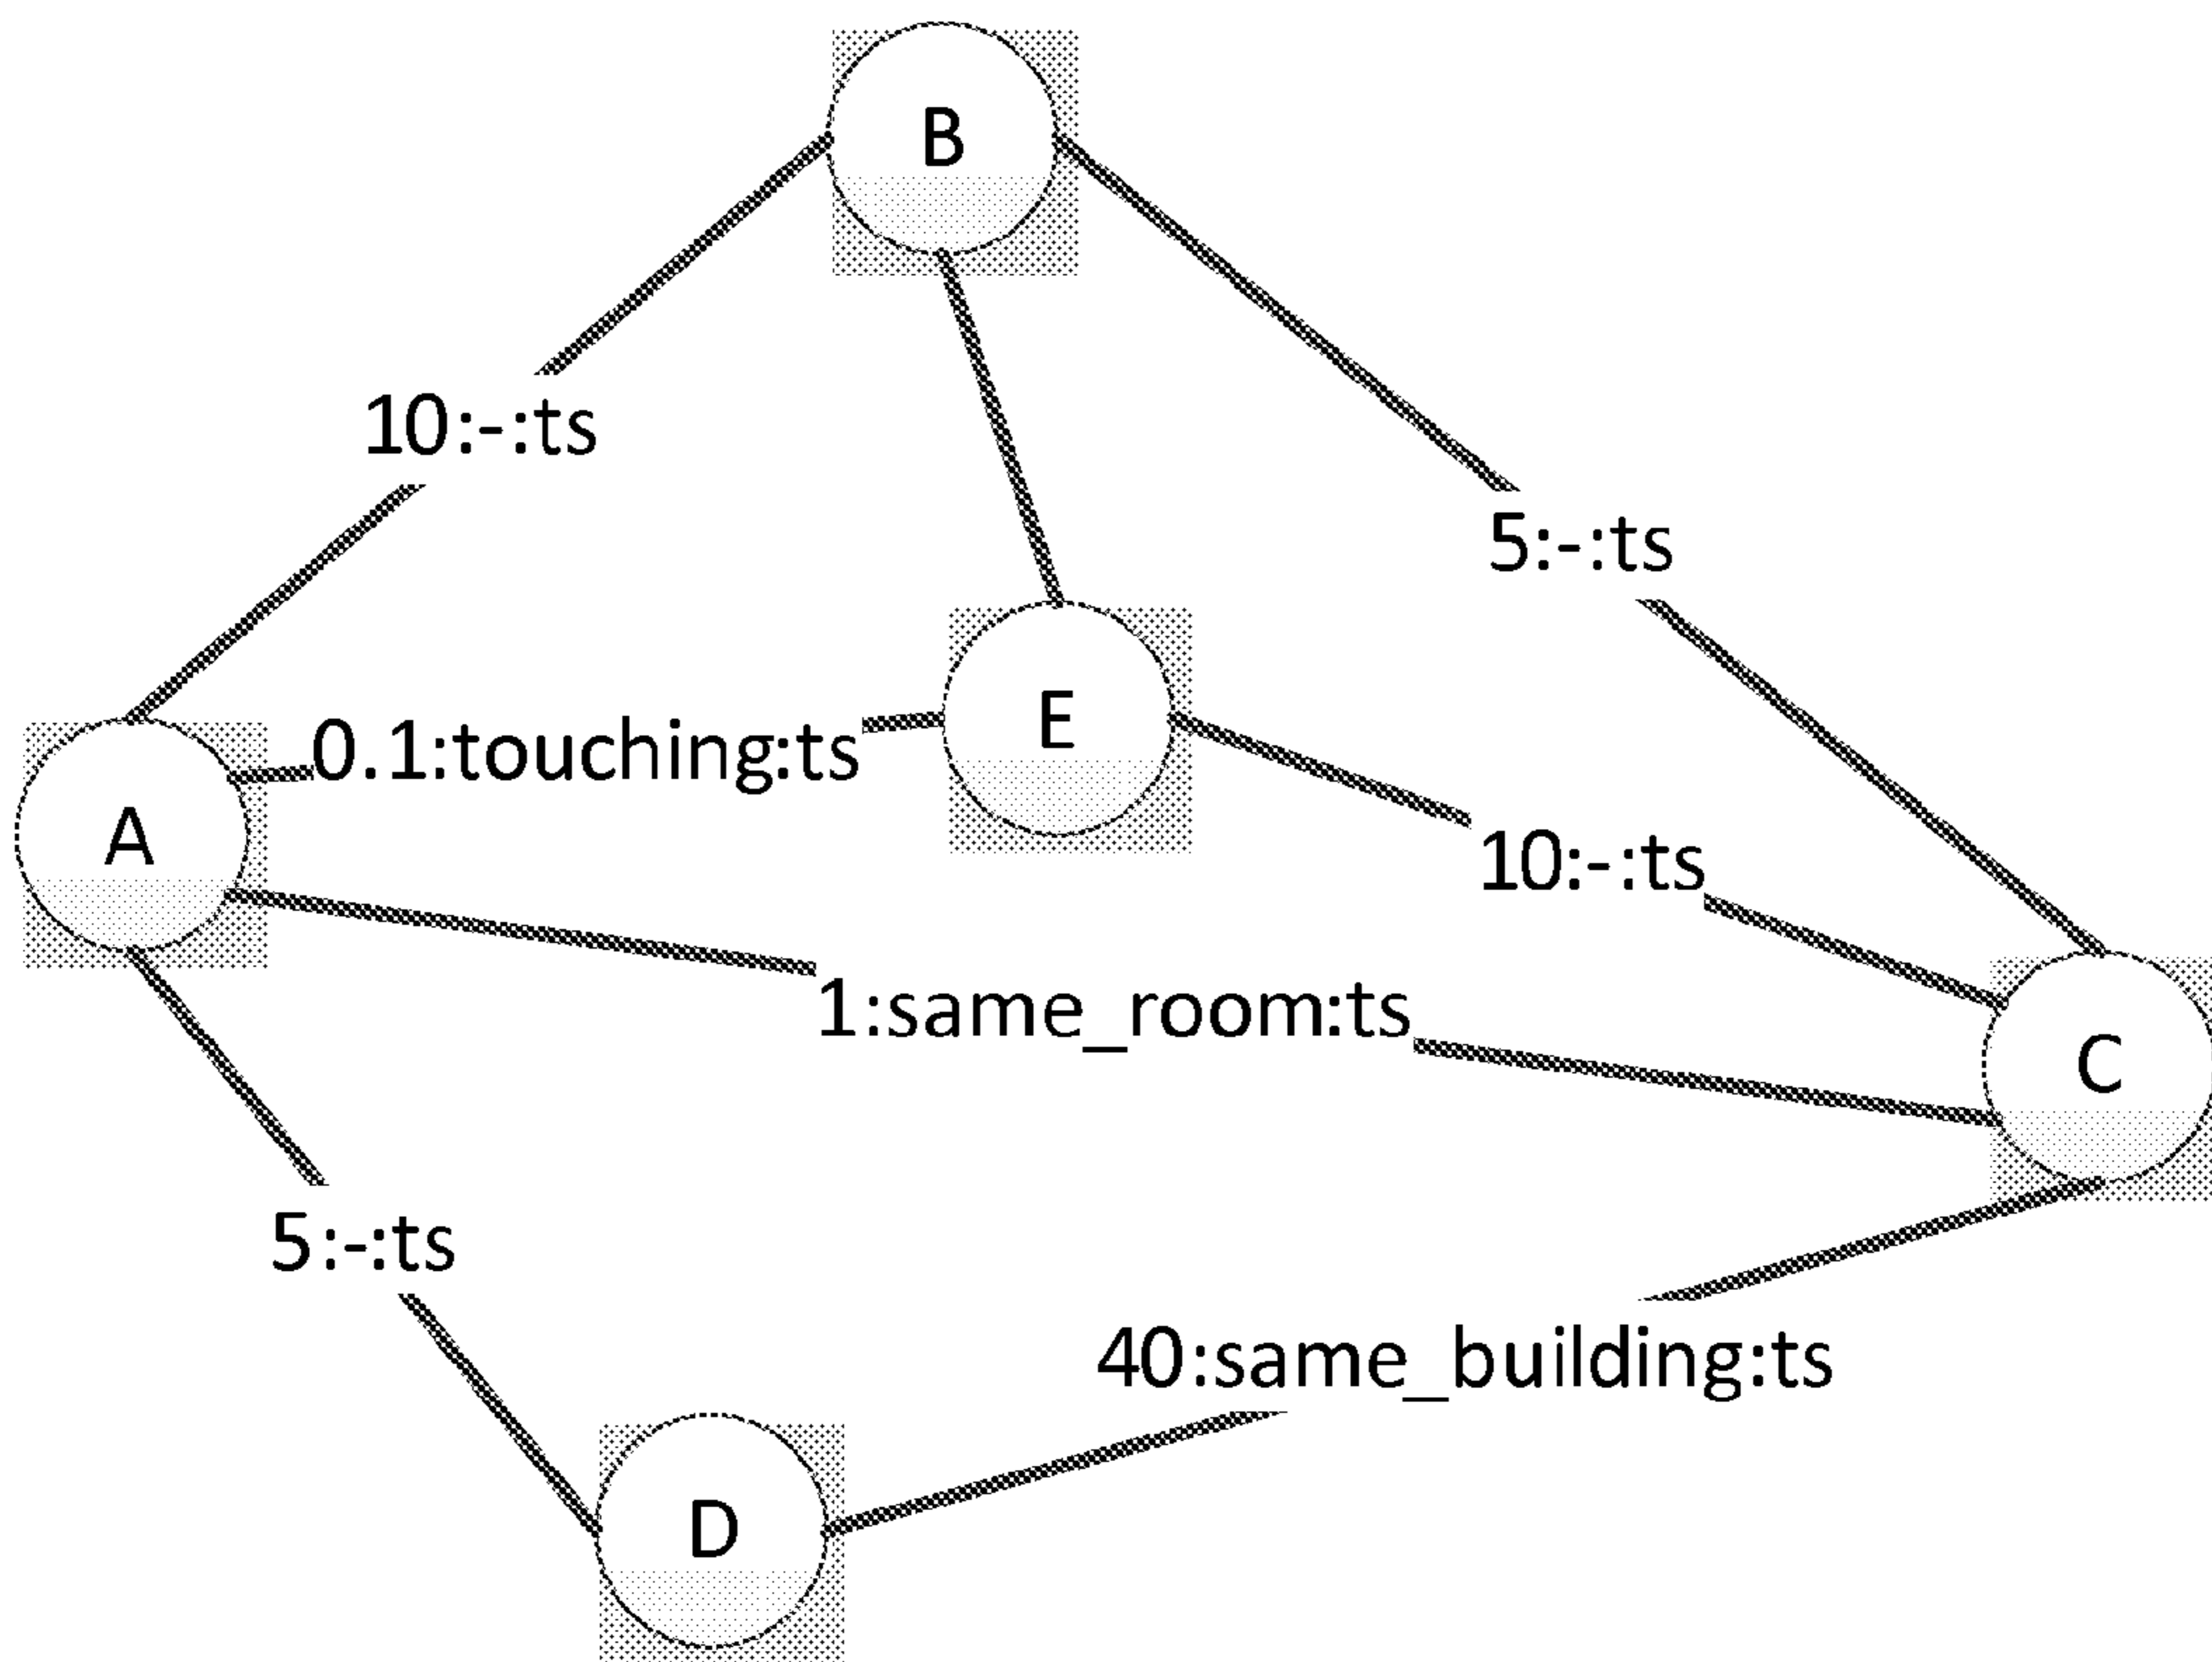 B
10:-:ts
5:-:ts
E
0.1:touching:ts
A
10:-:ts
1:same_room:ts
C
5:-:ts
40:same_building:ts
D